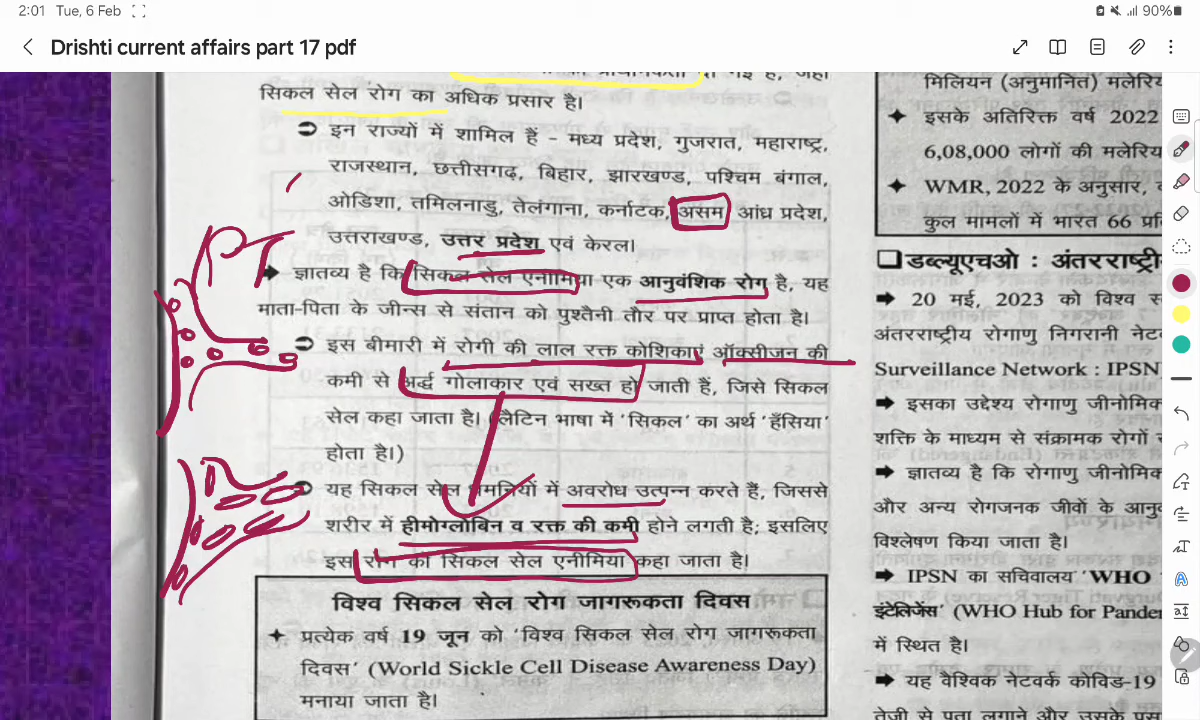 2:01 Tue, 6 Feb
90%
Drishti current affairs part 17 pdf
सिकल सेल रोग का अधिक प्रसार है।
इन राज्यों में शामिल हैं - मध्य प्रदेश, गुजरात, महाराष्ट्र,
राजस्थान, छत्तीसगढ़, बिहार, झारखण्ड, पश्चिम बंगाल,
ओडिशा, तमिलनाडु, तेलंगाना, कर्नाटक, असम आंध्र प्रदेश,
उत्तराखण्ड, उत्तर प्रदेश एवं केरल।
ज्ञातव्य है कि सिकल सेल एनीमिया एक आनुवंशिक रोग है, यह
माता-पिता के जीन्स से संतान को पुश्तैनी तौर पर प्राप्त होता है।
इस बीमारी में रोगी की लाल रक्त कोशिकाएं ऑक्सीजन की
कमी से अर्द्ध गोलाकार एवं सख्त हो जाती हैं, जिसे सिकल
सेल कहा जाता है। (लैटिन भाषा में 'सिकल' का अर्थ 'हँसिया'
होता है।)
यह सिकल सेल धमनियों में अवरोध उत्पन्न करते हैं, जिससे
शरीर में हीमोग्लोबिन व रक्त की कमी होने लगती है; इसलिए
इस रोग को सिकल सेल एनीमिया कहा जाता है।
विश्व सिकल सेल रोग जागरूकता दिवस
प्रत्येक वर्ष 19 जून को 'विश्व सिकल सेल रोग जागरूकता
दिवस' (World Sickle Cell Disease Awareness Day)
मनाया जाता है।
मिलियन (अनुमानित) मलेरि
इसके अतिरिक्त वर्ष 2022
6,08,000 लोगों की मलेरि
WMR, 2022 के अनुसार,
कुल मामलों में भारत 66 प्र
डब्ल्यूएचओ : अंतरराष्ट्री
20 मई, 2023 को विश्व
अंतरराष्ट्रीय रोगाणु निगरानी नेट
Surveillance Network : IPSN
इसका उद्देश्य रोगाणु जीनोमिक
शक्ति के माध्यम से संक्रामक रोगों
ज्ञातव्य है कि रोगाणु जीनोमिक
और अन्य रोगजनक जीवों के आनु
विश्लेषण किया जाता है।
IPSN का सचिवालय 'WHO
इंटेलिजेंस' (WHO Hub for Pander
में स्थित है।
यह वैश्विक नेटवर्क कोविड-19
तेजी से पता लगाने और उसके